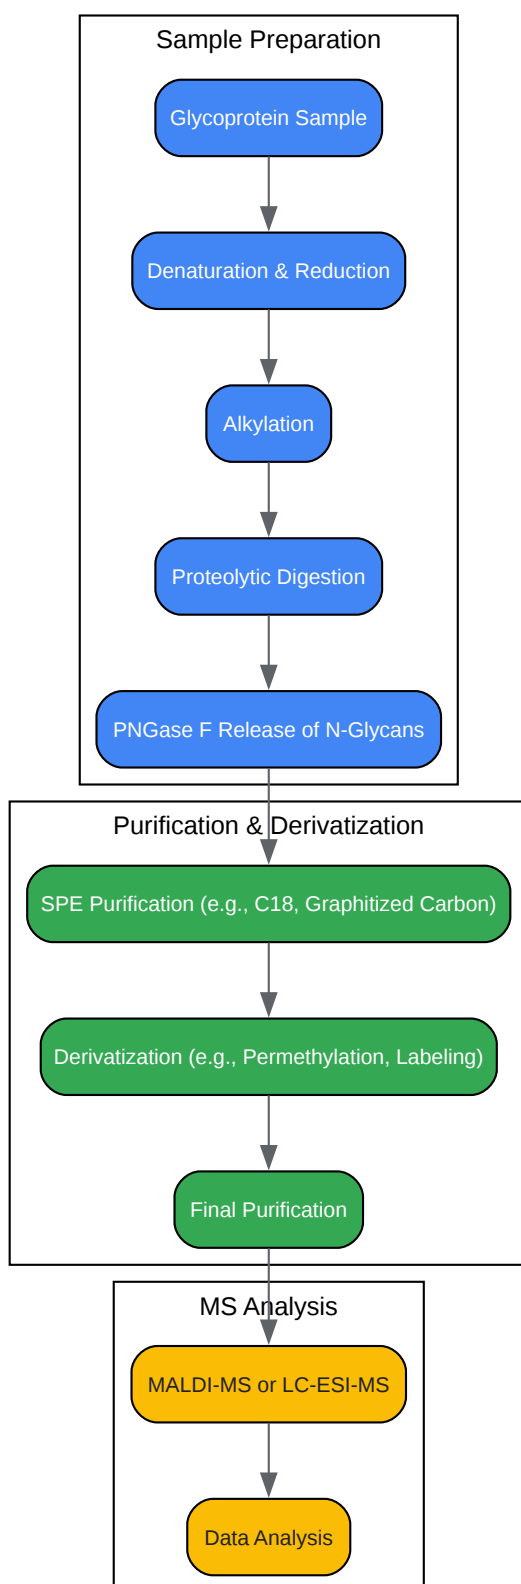 Sample Preparation
Glycoprotein Sample
Denaturation & Reduction
Alkylation
Proteolytic Digestion
PNGase F Release of N-Glycans
Purification & Derivatization
SPE Purification (e.g., C18, Graphitized Carbon)
Derivatization (e.g., Permethylation, Labeling)
Final Purification
MS Analysis
MALDI-MS or LC-ESI-MS
Data Analysis